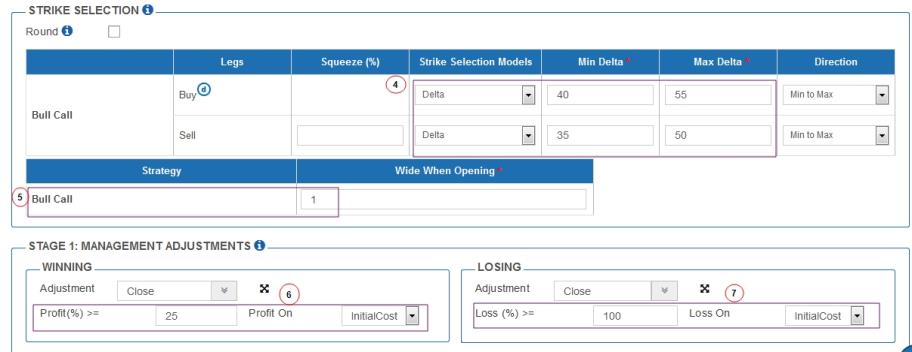 STRIKE SELECTION i
Round i
Legs Squeeze (%) Strike Selection Models Min Delta * Max Delta * Direction
4
Bull Call
Buy d Delta 40 55 Min to Max
Sell Delta 35 50 Min to Max
Strategy Wide When Opening *
5 Bull Call 1
STAGE 1: MANAGEMENT ADJUSTMENTS i
WINNING
Adjustment Close 6
Profit(%) >= 25 Profit On InitialCost
LOSING
Adjustment Close 7
Loss (%) >= 100 Loss On InitialCost